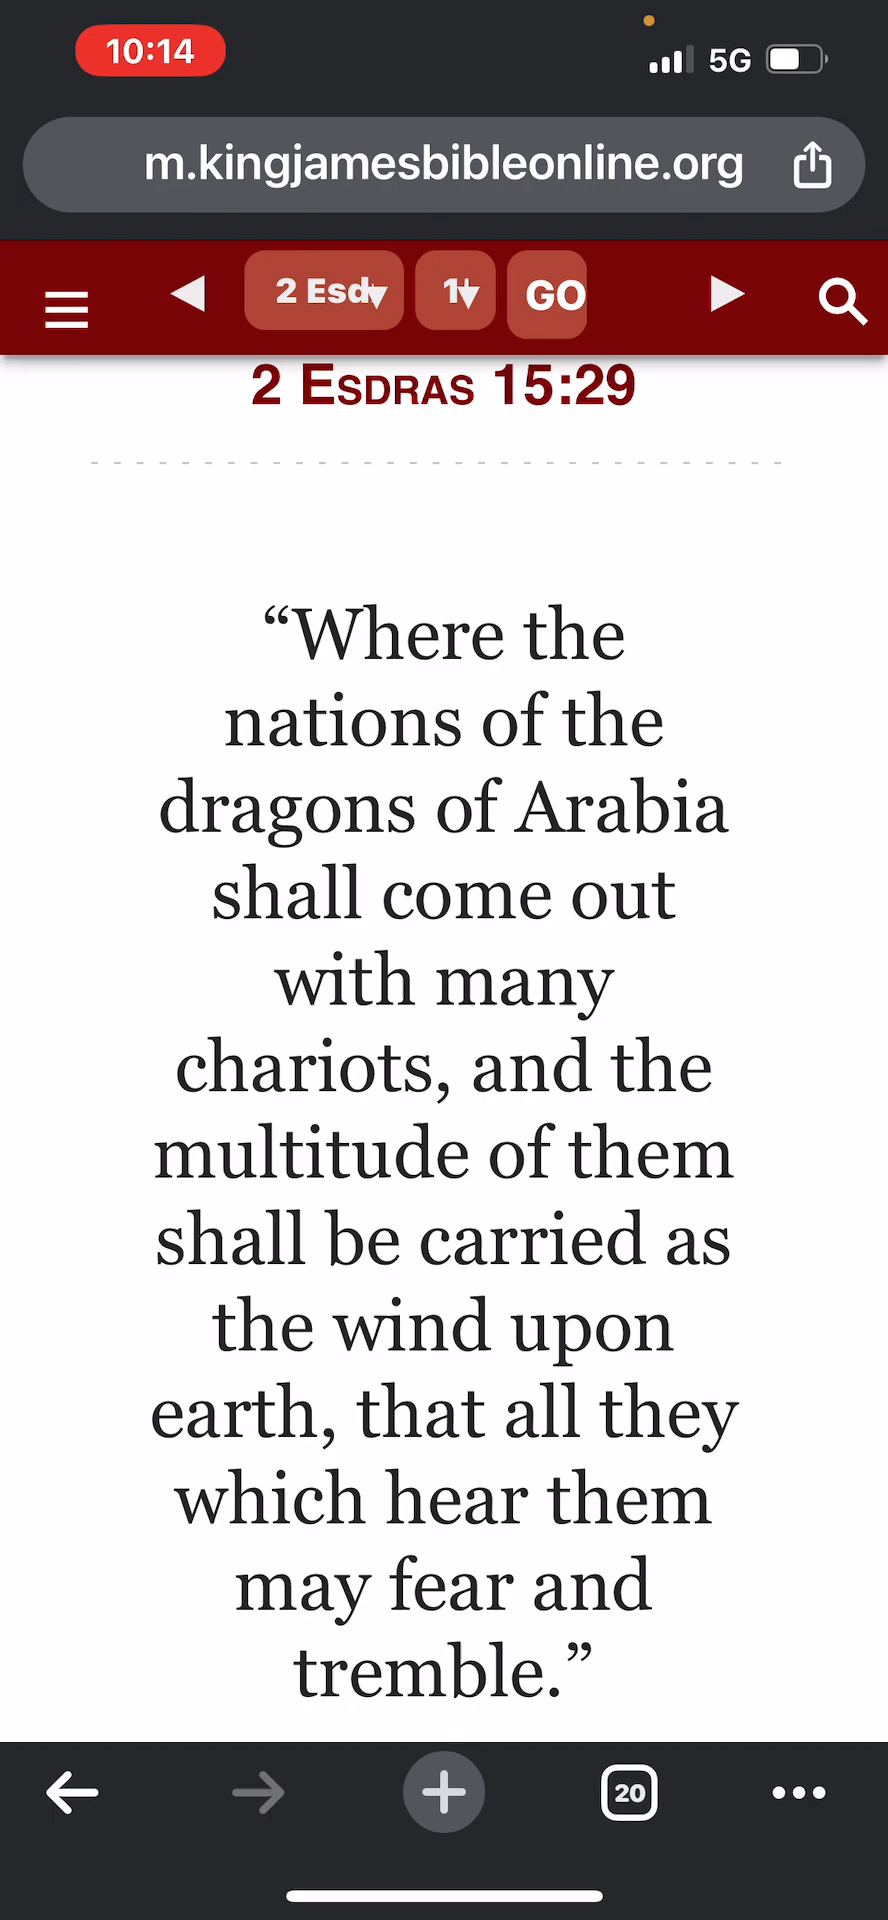 10:14
5G
m.kingjamesbibleonline.org
2 Esd
GO
2 Esdras 15:29
“Where the
nations of the
dragons of Arabia
shall come out
with many
chariots, and the
multitude of them
shall be carried as
the wind upon
earth, that all they
which hear them
may fear and
tremble.”
20